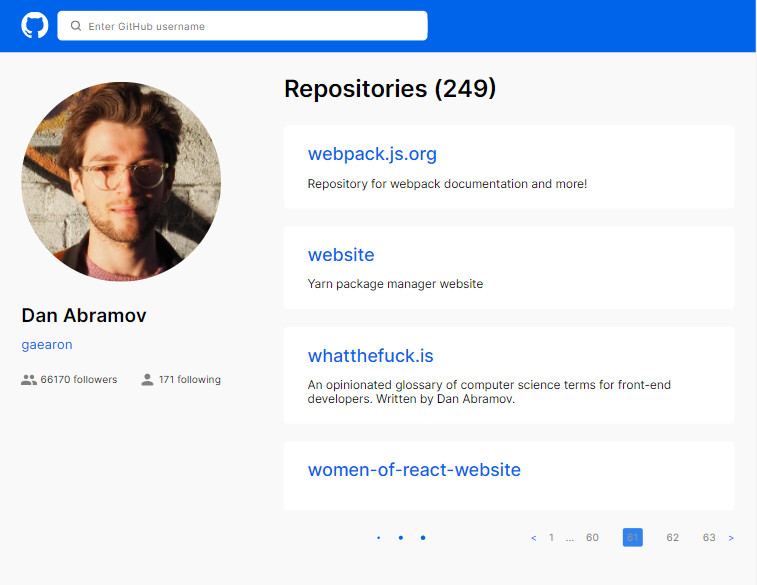 Enter GitHub username
Repositories (249)
webpack.js.org
Repository for webpack documentation and more!
website
Yarn package manager website
Dan Abramov
gaearon
66170 followers 171 following
whatthefuck.is
An opinionated glossary of computer science terms for front-end
developers. Written by Dan Abramov.
women-of-react-website
< 1 ... 60 61 62 63 >